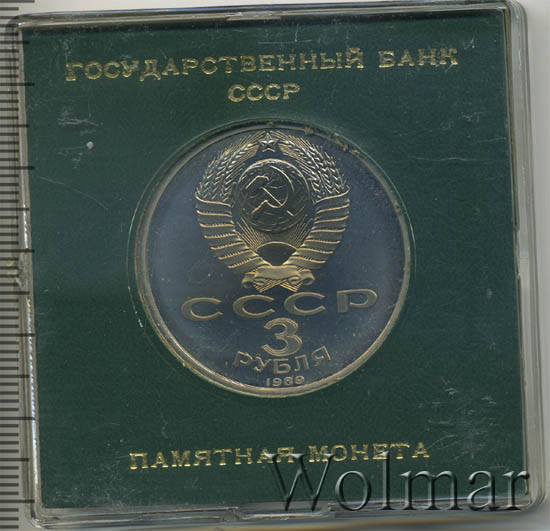 ГОСУДАРСТВЕННЫЙ БАНК
СССР
СССР
3
РУБЛЯ
1989
ПАМЯТНАЯ МОНЕТА
Wolmar